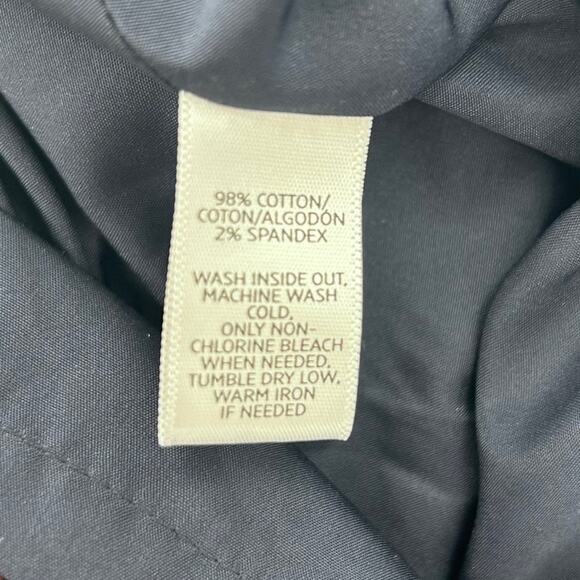 98% COTTON/
COTON/ALGODÓN
2% SPANDEX
WASH INSIDE OUT,
MACHINE WASH
COLD,
ONLY NON-
CHLORINE BLEACH
WHEN NEEDED,
TUMBLE DRY LOW,
WARM IRON
IF NEEDED